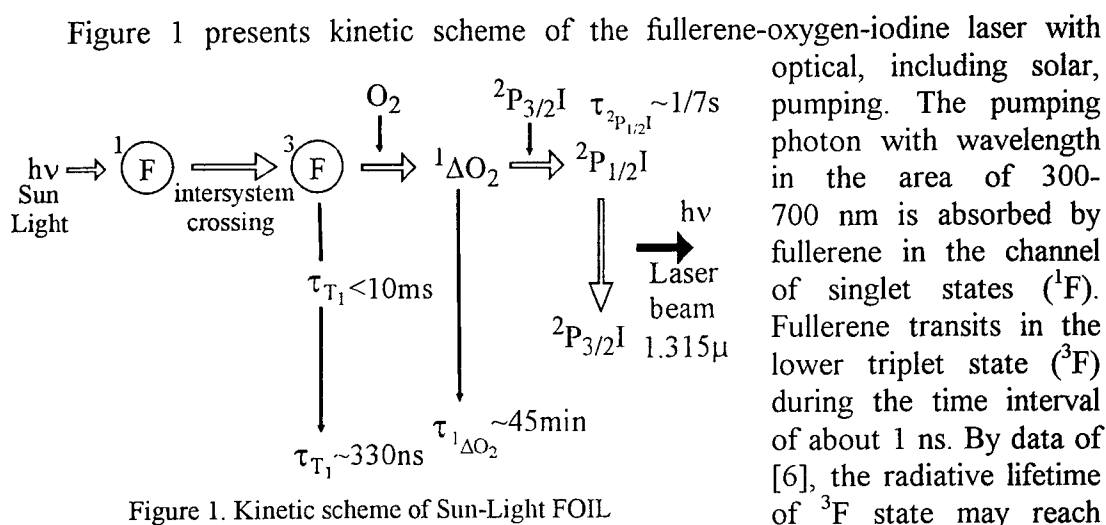 Figure 1 presents kinetic scheme of the fullerene-oxygen-iodine laser with
optical, including solar,
pumping. The pumping
photon with wavelength
in the area of 300-
700 nm is absorbed by
fullerene in the channel
of singlet states (¹F).
Fullerene transits in the
lower triplet state (³F)
during the time interval
of about 1 ns. By data of
[6], the radiative lifetime
of ³F state may reach
O₂
²P₃/₂I
τ²P₁/₂I~1/7s
hν
Sun
Light
¹F
intersystem
crossing
³F
¹ΔO₂
²P₁/₂I
hν
Laser
beam
1.315μ
τT₁<10ms
²P₃/₂I
τ¹ΔO₂~45min
τT₁~330ns
Figure 1. Kinetic scheme of Sun-Light FOIL